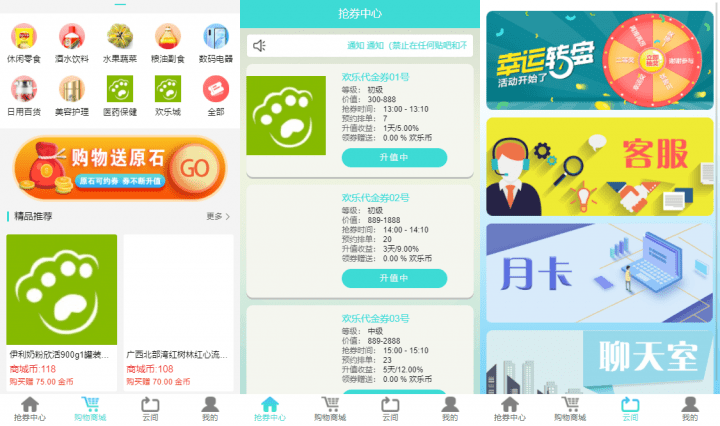 休闲零食 酒水饮料 水果蔬菜 粮油副食 数码电器
日用百货 美容护理 医药保健 欢乐城 全部
购物送原石
原石可约券 券不断升值
GO
精品推荐
更多
伊利奶粉欣活900g1罐装...
商城币:118
购买赠 75.00 金币
广西北部湾红树林红心流...
商城币:108
购买赠 70.00 金币
抢券中心 购物商城 云间 我的
抢券中心
通知 通知（禁止在任何贴吧和不
欢乐代金券01号
等级： 初级
价值： 300-888
抢券时间： 13:00 - 13:10
预约排单： 7
升值收益： 1天/5.00%
领券赠送： 0.00 % 欢乐币
升值中
欢乐代金券02号
等级： 初级
价值： 889-1888
抢券时间： 14:00 - 14:10
预约排单： 20
升值收益： 3天/9.00%
领券赠送： 0.00 % 欢乐币
升值中
欢乐代金券03号
等级： 中级
价值： 889-2888
抢券时间： 15:00 - 15:10
预约排单： 23
升值收益： 5天/12.00%
领券赠送： 0.00 % 欢乐币
抢券中心 购物商城 云间 我的
幸运转盘
活动开始了
立即抽奖
谢谢参与
客服
月卡
聊天室
抢券中心 购物商城 云间 我的